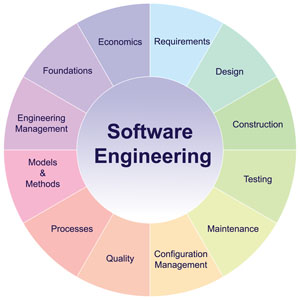 Software
Engineering
Requirements
Design
Construction
Testing
Maintenance
Configuration
Management
Quality
Processes
Models
&
Methods
Engineering
Management
Foundations
Economics